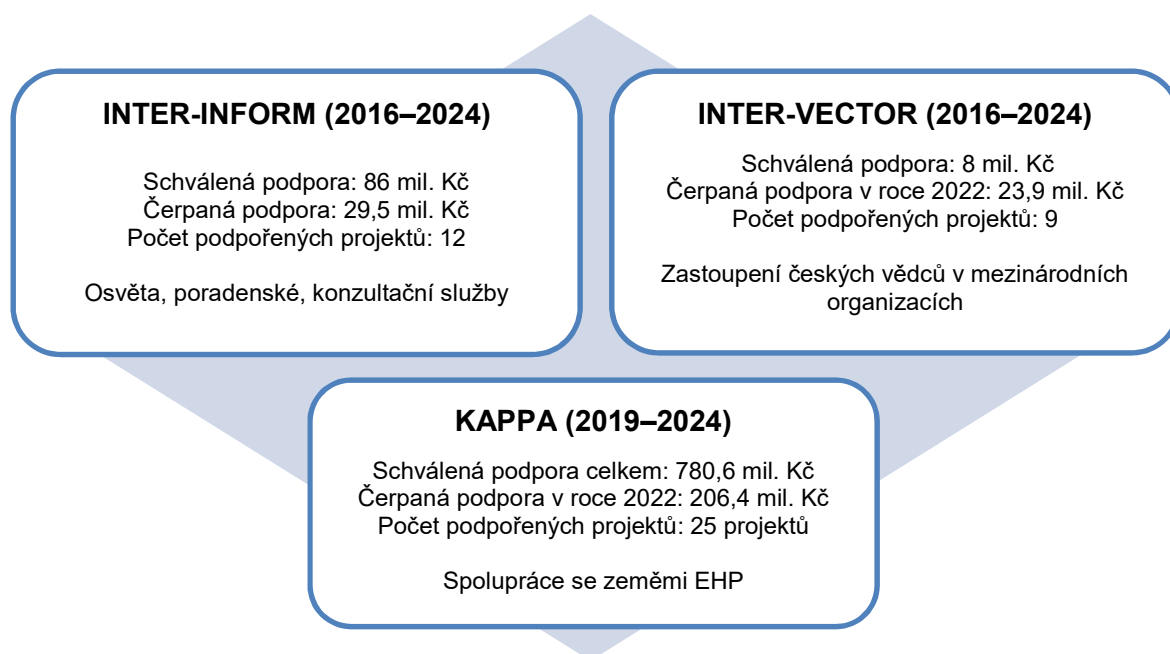 INTER-INFORM (2016–2024)
Schválená podpora: 86 mil. Kč
Čerpaná podpora: 29,5 mil. Kč
Počet podpořených projektů: 12
Osvěta, poradenské, konzultační služby
INTER-VECTOR (2016–2024)
Schválená podpora: 8 mil. Kč
Čerpaná podpora v roce 2022: 23,9 mil. Kč
Počet podpořených projektů: 9
Zastoupení českých vědců v mezinárodních
organizacích
KAPPA (2019–2024)
Schválená podpora celkem: 780,6 mil. Kč
Čerpaná podpora v roce 2022: 206,4 mil. Kč
Počet podpořených projektů: 25 projektů
Spolupráce se zeměmi EHP